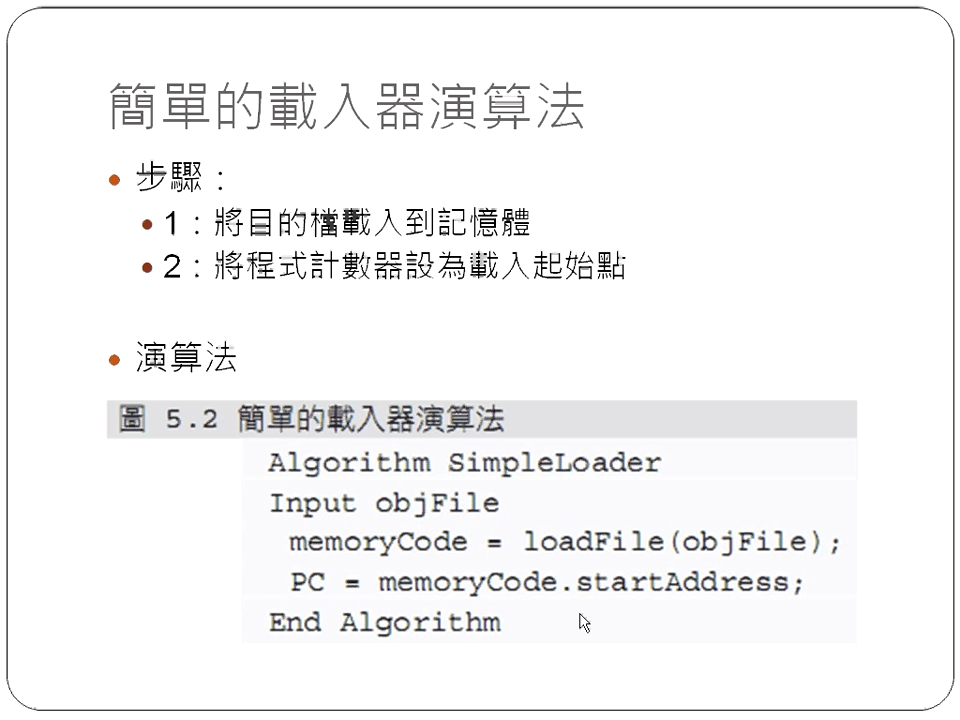 簡單的載入器演算法
步驟：
1：將目的檔載入到記憶體
2：將程式計數器設為載入起始點
演算法
圖 5.2 簡單的載入器演算法
Algorithm SimpleLoader
Input objFile
memoryCode = loadFile(objFile);
PC = memoryCode.startAddress;
End Algorithm